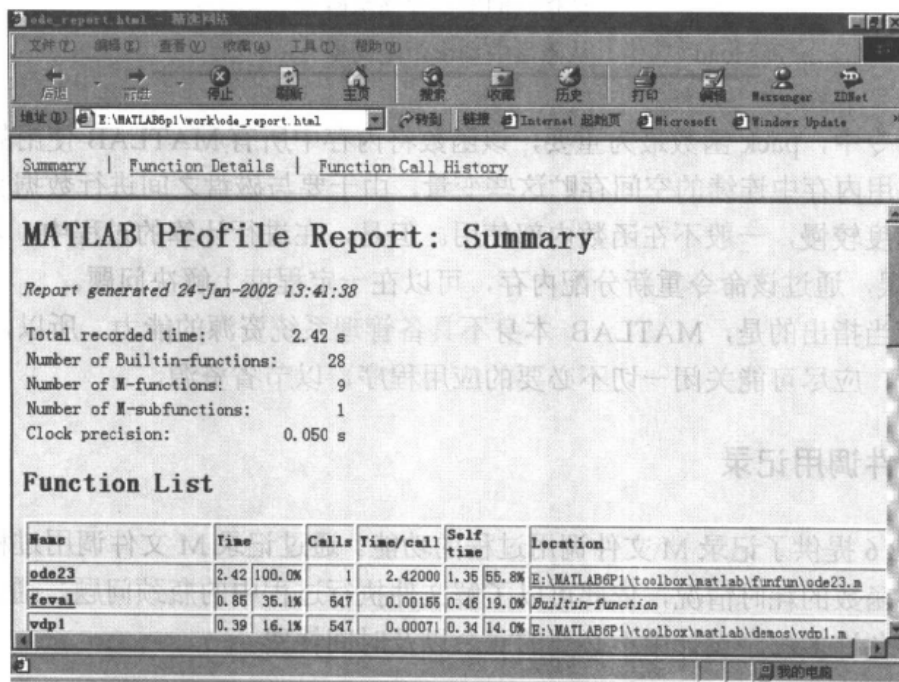 ode_report.html - 精选网站
文件(F) 编辑(E) 查看(V) 收藏(A) 工具(T) 帮助(H)
后退 前进 停止 刷新 主页 搜索 收藏 历史 打印 编辑 Messenger ZDNet
地址(D) E:\MATLAB6p1\work\ode_report.html 转到 链接 Internet 起始页 Microsoft Windows Update
Summary | Function Details | Function Call History
MATLAB Profile Report: Summary
Report generated 24-Jan-2002 13:41:38
Total recorded time: 2.42 s
Number of Builtin-functions: 28
Number of M-functions: 9
Number of M-subfunctions: 1
Clock precision: 0.050 s
Function List
Name Time Calls Time/call Self time Location
ode23 2.42 100.0% 1 2.42000 1.35 55.8% E:\MATLAB6P1\toolbox\matlab\funfun\ode23.m
feval 0.85 35.1% 547 0.00155 0.46 19.0% Builtin-function
vdp1 0.39 16.1% 547 0.00071 0.34 14.0% E:\MATLAB6P1\toolbox\matlab\demos\vdp1.m
我的电脑